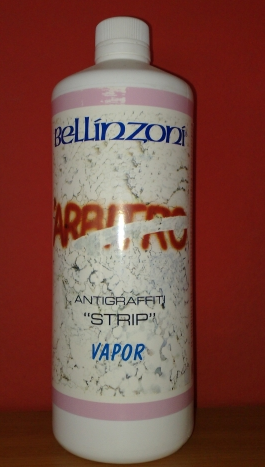 Bellinzoni
ANTIGRAFFITI
"STRIP"
VAPOR